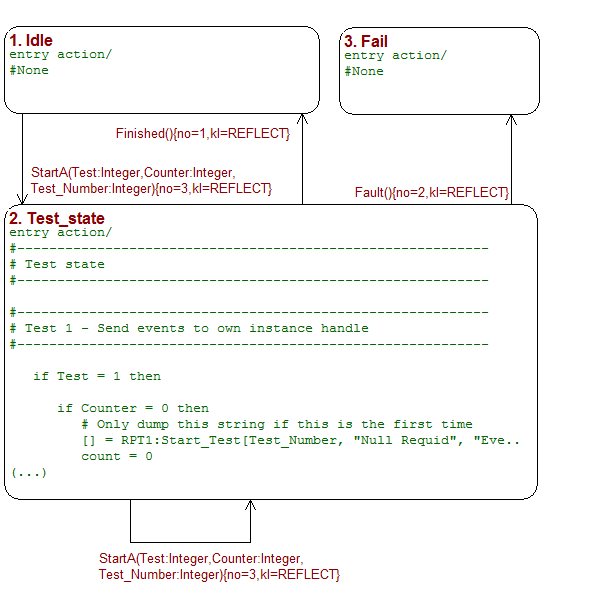 1. Idle
entry action/
#None
3. Fail
entry action/
#None
Finished(){no=1,kl=REFLECT}
StartA(Test:Integer,Counter:Integer,
Test_Number:Integer){no=3,kl=REFLECT}
Fault(){no=2,kl=REFLECT}
2. Test_state
entry action/
#-----------------------------------------------------------
# Test state
#-----------------------------------------------------------
#-----------------------------------------------------------
# Test 1 - Send events to own instance handle
#-----------------------------------------------------------
if Test = 1 then
if Counter = 0 then
# Only dump this string if this is the first time
[] = RPT1:Start_Test[Test_Number, "Null Requid", "Eve..
count = 0
(...)
StartA(Test:Integer,Counter:Integer,
Test_Number:Integer){no=3,kl=REFLECT}